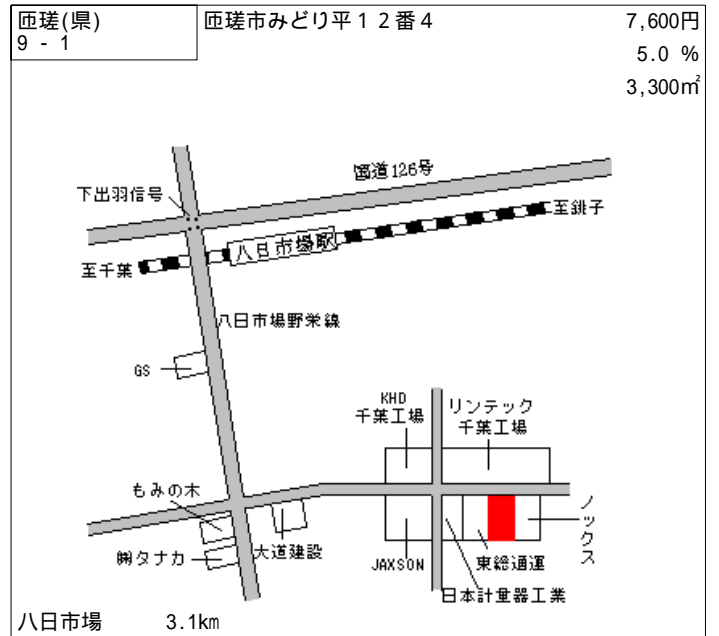 匝瑳(県)
9 - 1
匝瑳市みどり平12番4
7,600円
5.0 %
3,300㎡
国道126号
下出羽信号
至銚子
八日市場駅
至千葉
八日市場野栄線
GS
KHD
千葉工場
リンテック
千葉工場
もみの木
㈱タナカ
大道建設
JAXSON
東総通運
ノックス
日本計量器工業
八日市場 3.1km